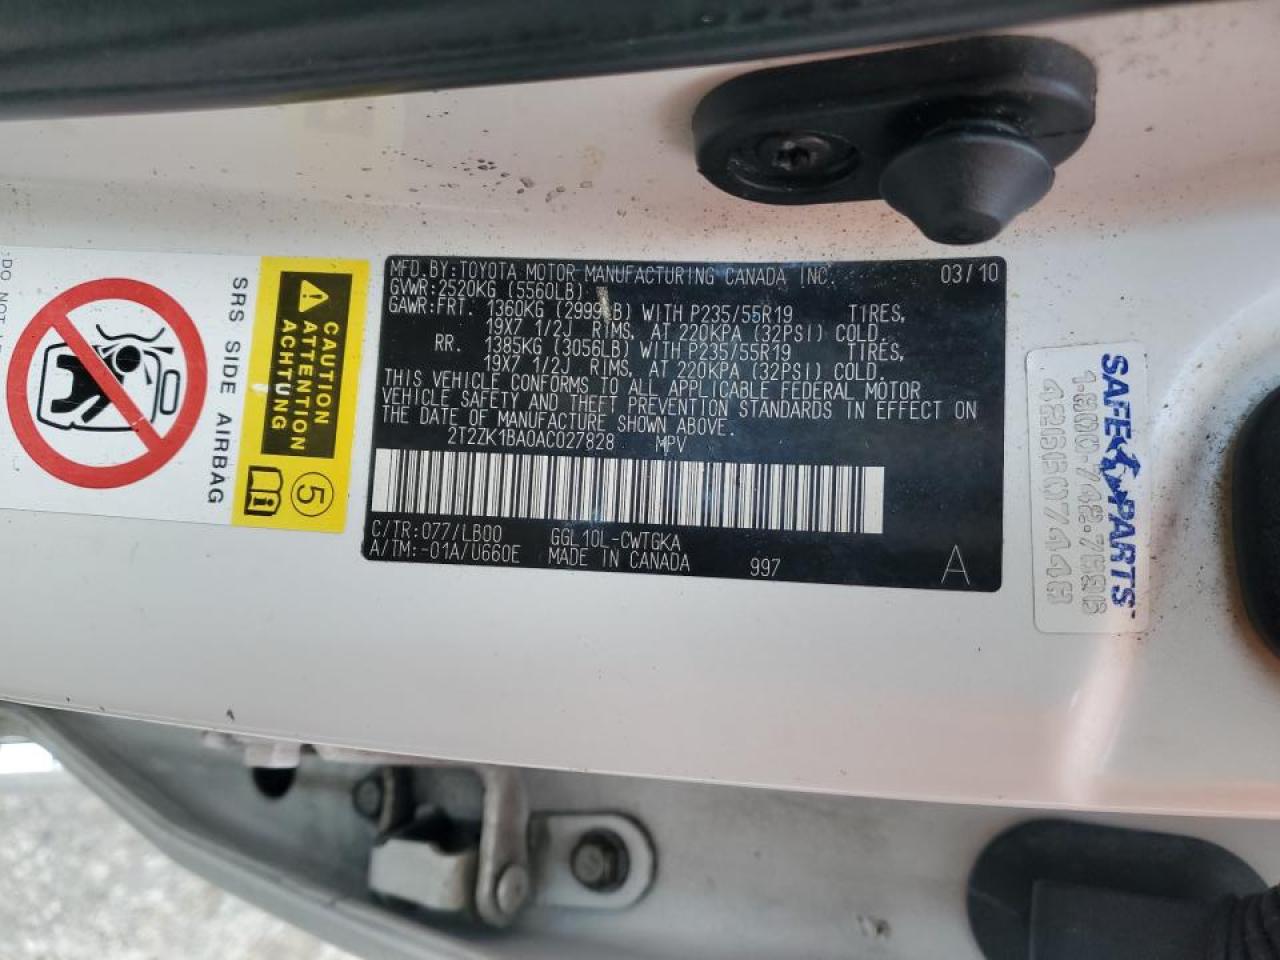 MFD.BY:TOYOTA MOTOR MANUFACTURING CANADA INC. 03/10
GVWR:2520KG (5560LB)
GAWR:FRT. 1360KG (2999LB) WITH P235/55R19 TIRES,
19X7 1/2J RIMS, AT 220KPA (32PSI) COLD.
RR. 1385KG (3056LB) WITH P235/55R19 TIRES,
19X7 1/2J RIMS, AT 220KPA (32PSI) COLD.
THIS VEHICLE CONFORMS TO ALL APPLICABLE FEDERAL MOTOR
VEHICLE SAFETY AND THEFT PREVENTION STANDARDS IN EFFECT ON
THE DATE OF MANUFACTURE SHOWN ABOVE.
2T2ZK1BA0AC027828 MPV
C/TR:077/LB00 GGL10L-CWTGKA
A/TM:-01A/U660E MADE IN CANADA 997 A
CAUTION
ATTENTION
ACHTUNG
5
SRS SIDE AIRBAG
DO NOT
SAFE PARTS